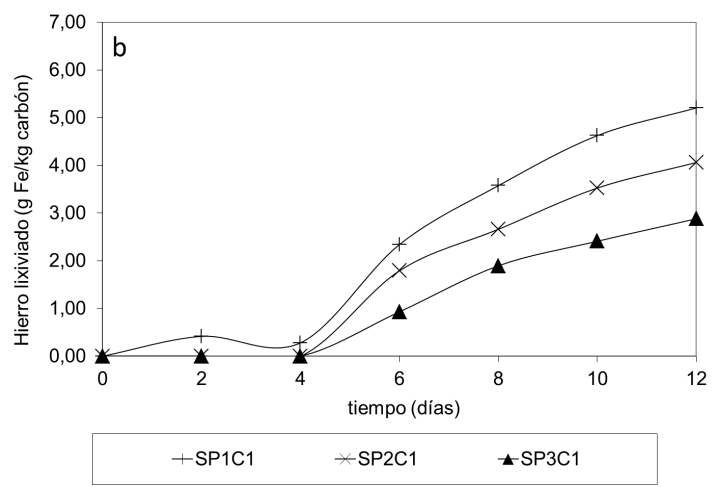 b
7,00
6,00
5,00
4,00
3,00
2,00
1,00
0,00
Hierro lixiviado (g Fe/kg carbón)
0 2 4 6 8 10 12
tiempo (días)
SP1C1 SP2C1 SP3C1